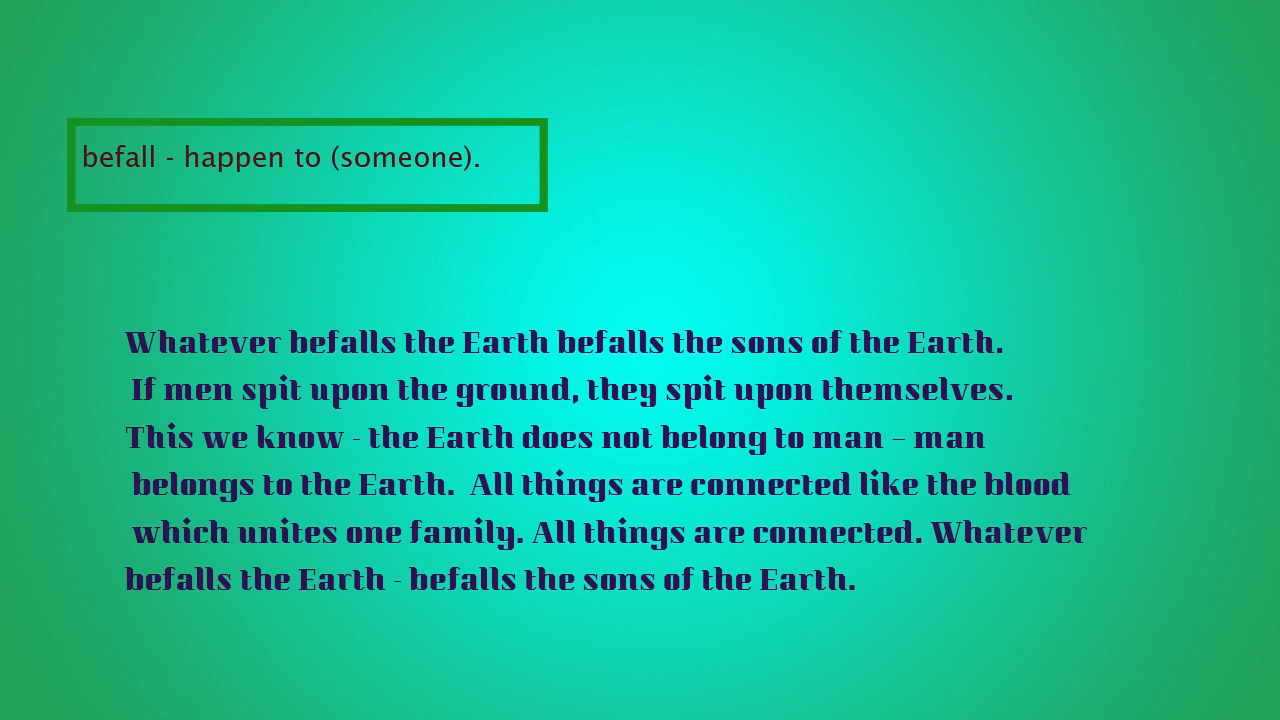 befall - happen to (someone).
Whatever befalls the Earth befalls the sons of the Earth.
If men spit upon the ground, they spit upon themselves.
This we know - the Earth does not belong to man – man
belongs to the Earth.  All things are connected like the blood
which unites one family. All things are connected. Whatever
befalls the Earth - befalls the sons of the Earth.